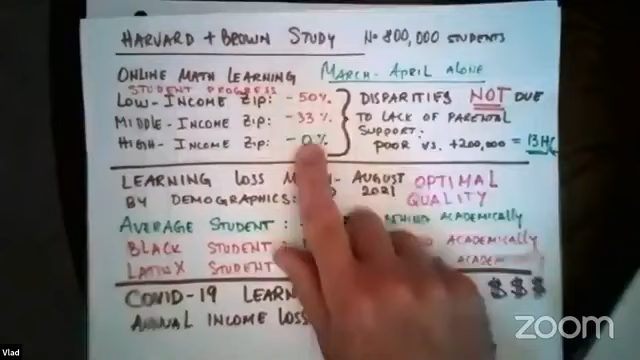 HARVARD + BROWN STUDY N=800,000 STUDENTS
ONLINE MATH LEARNING MARCH-APRIL ALONE
STUDENT PROGRESS
LOW-INCOME ZIP: -50%
MIDDLE-INCOME ZIP: -33%
HIGH-INCOME ZIP: -0%
DISPARITIES NOT DUE
TO LACK OF PARENTAL
SUPPORT:
POOR VS. +200,000 = 13
LEARNING LOSS AUGUST
BY DEMOGRAPHICS: 2021
OPTIMAL
QUALITY
AVERAGE STUDENT: BEHIND ACADEMICALLY
BLACK STUDENT: ACADEMICALLY
LATINX STUDENT
COVID-19
ANNUAL INCOME LOSS
$$$
Vlad
zoom